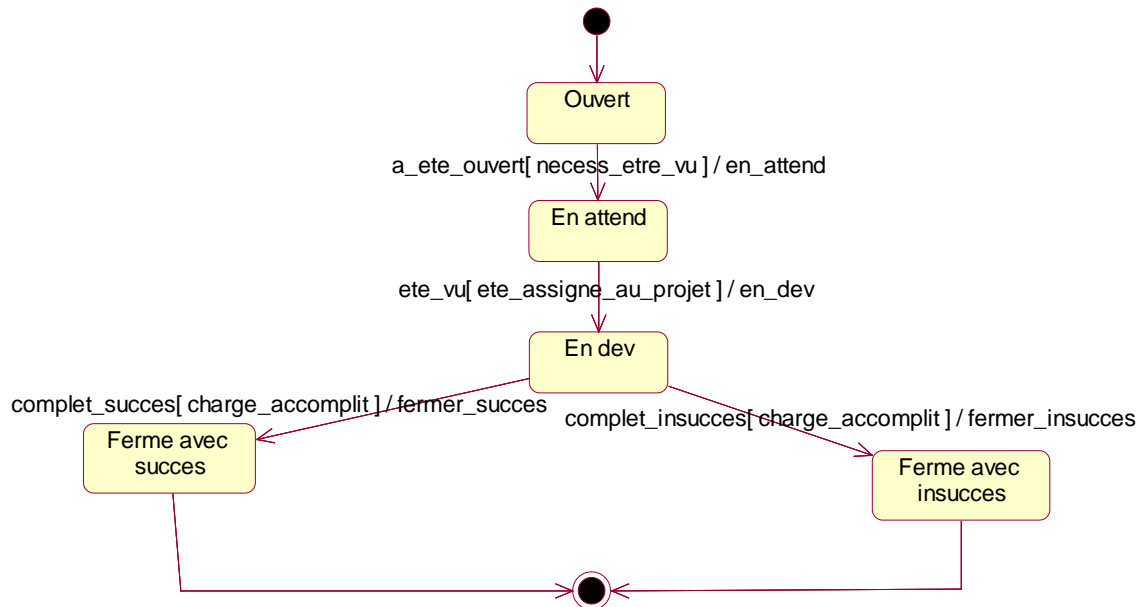 Ouvert
a_ete_ouvert[ necess_etre_vu ] / en_attend
En attend
ete_vu[ ete_assigne_au_projet ] / en_dev
En dev
complet_succes[ charge_accomplit ] / fermer_succes
complet_insucces[ charge_accomplit ] / fermer_insucces
Ferme avec
succes
Ferme avec
insucces